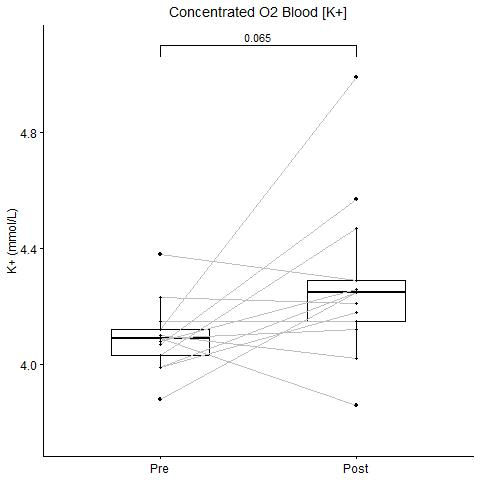 Concentrated O2 Blood [K+]
0.065
4.8
4.4
4.0
K+ (mmol/L)
Pre
Post